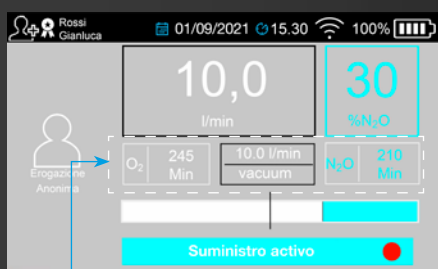 Rossi
Gianluca
01/09/2021 15.30 100%
10,0
l/min
30
%N₂O
Erogazione
Anonima
O₂ 245
Min
10.0 l/min
vacuum
N₂O 210
Min
Suministro activo